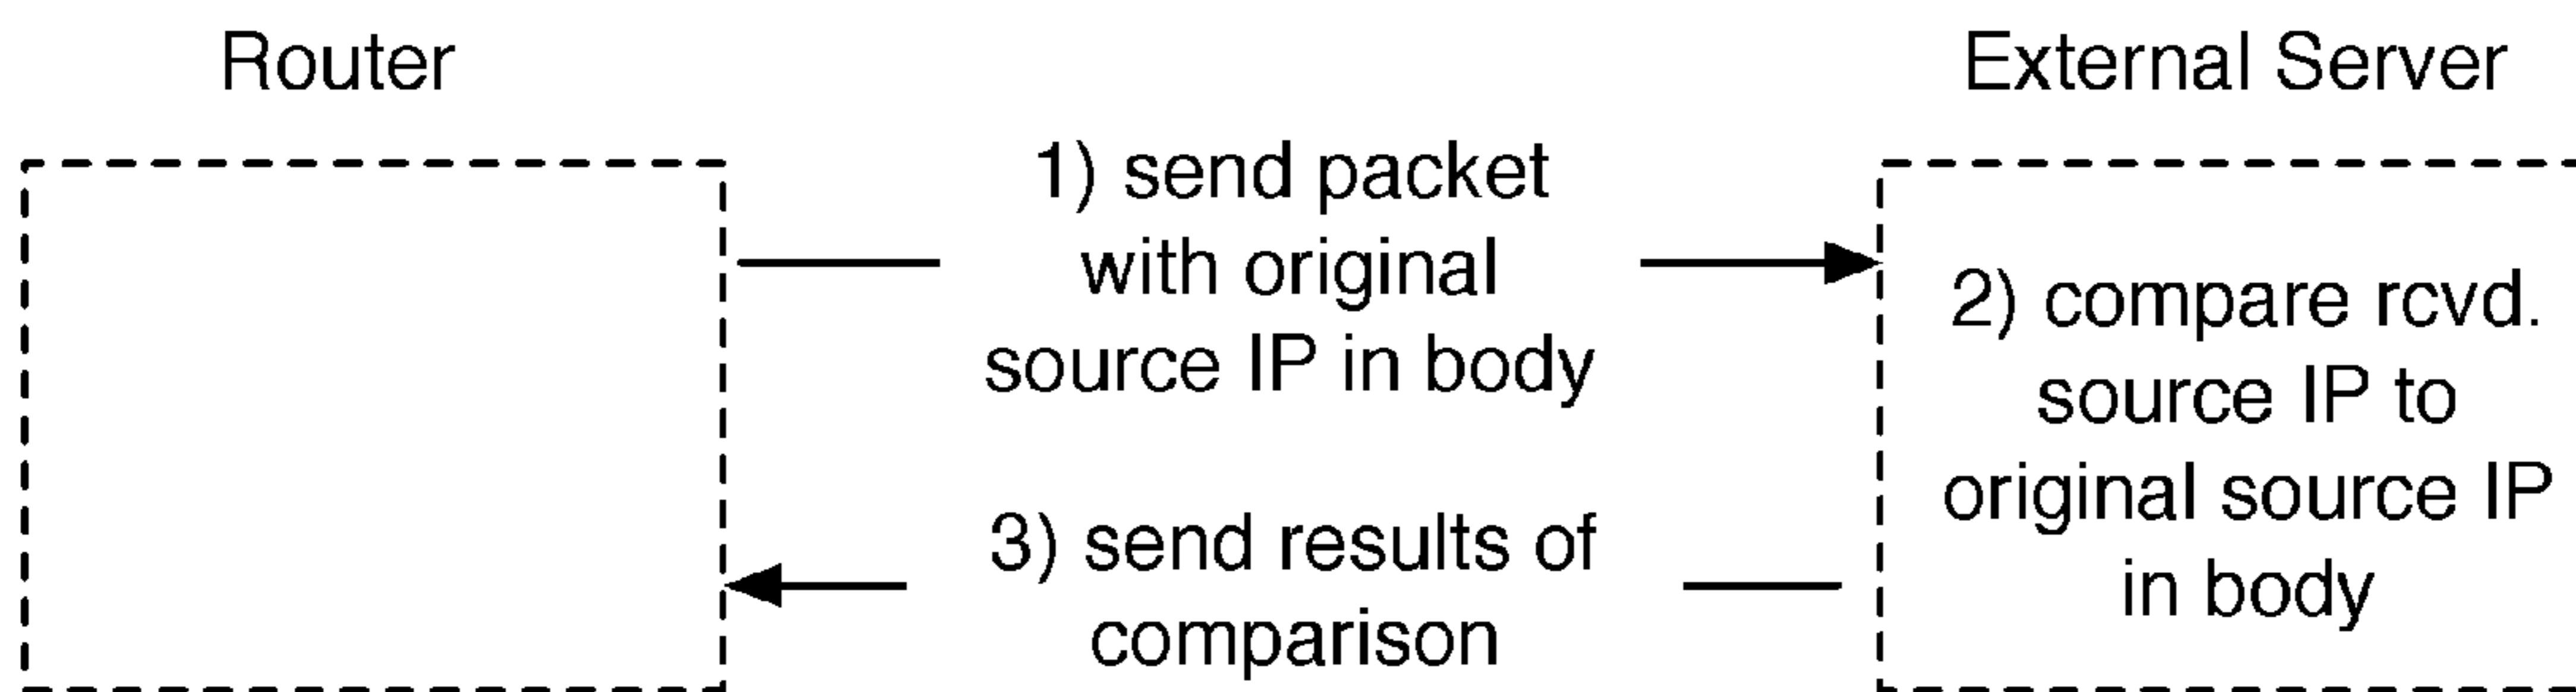 Router
External Server
1) send packet
with original
source IP in body
2) compare rcvd.
source IP to
original source IP
in body
3) send results of
comparison